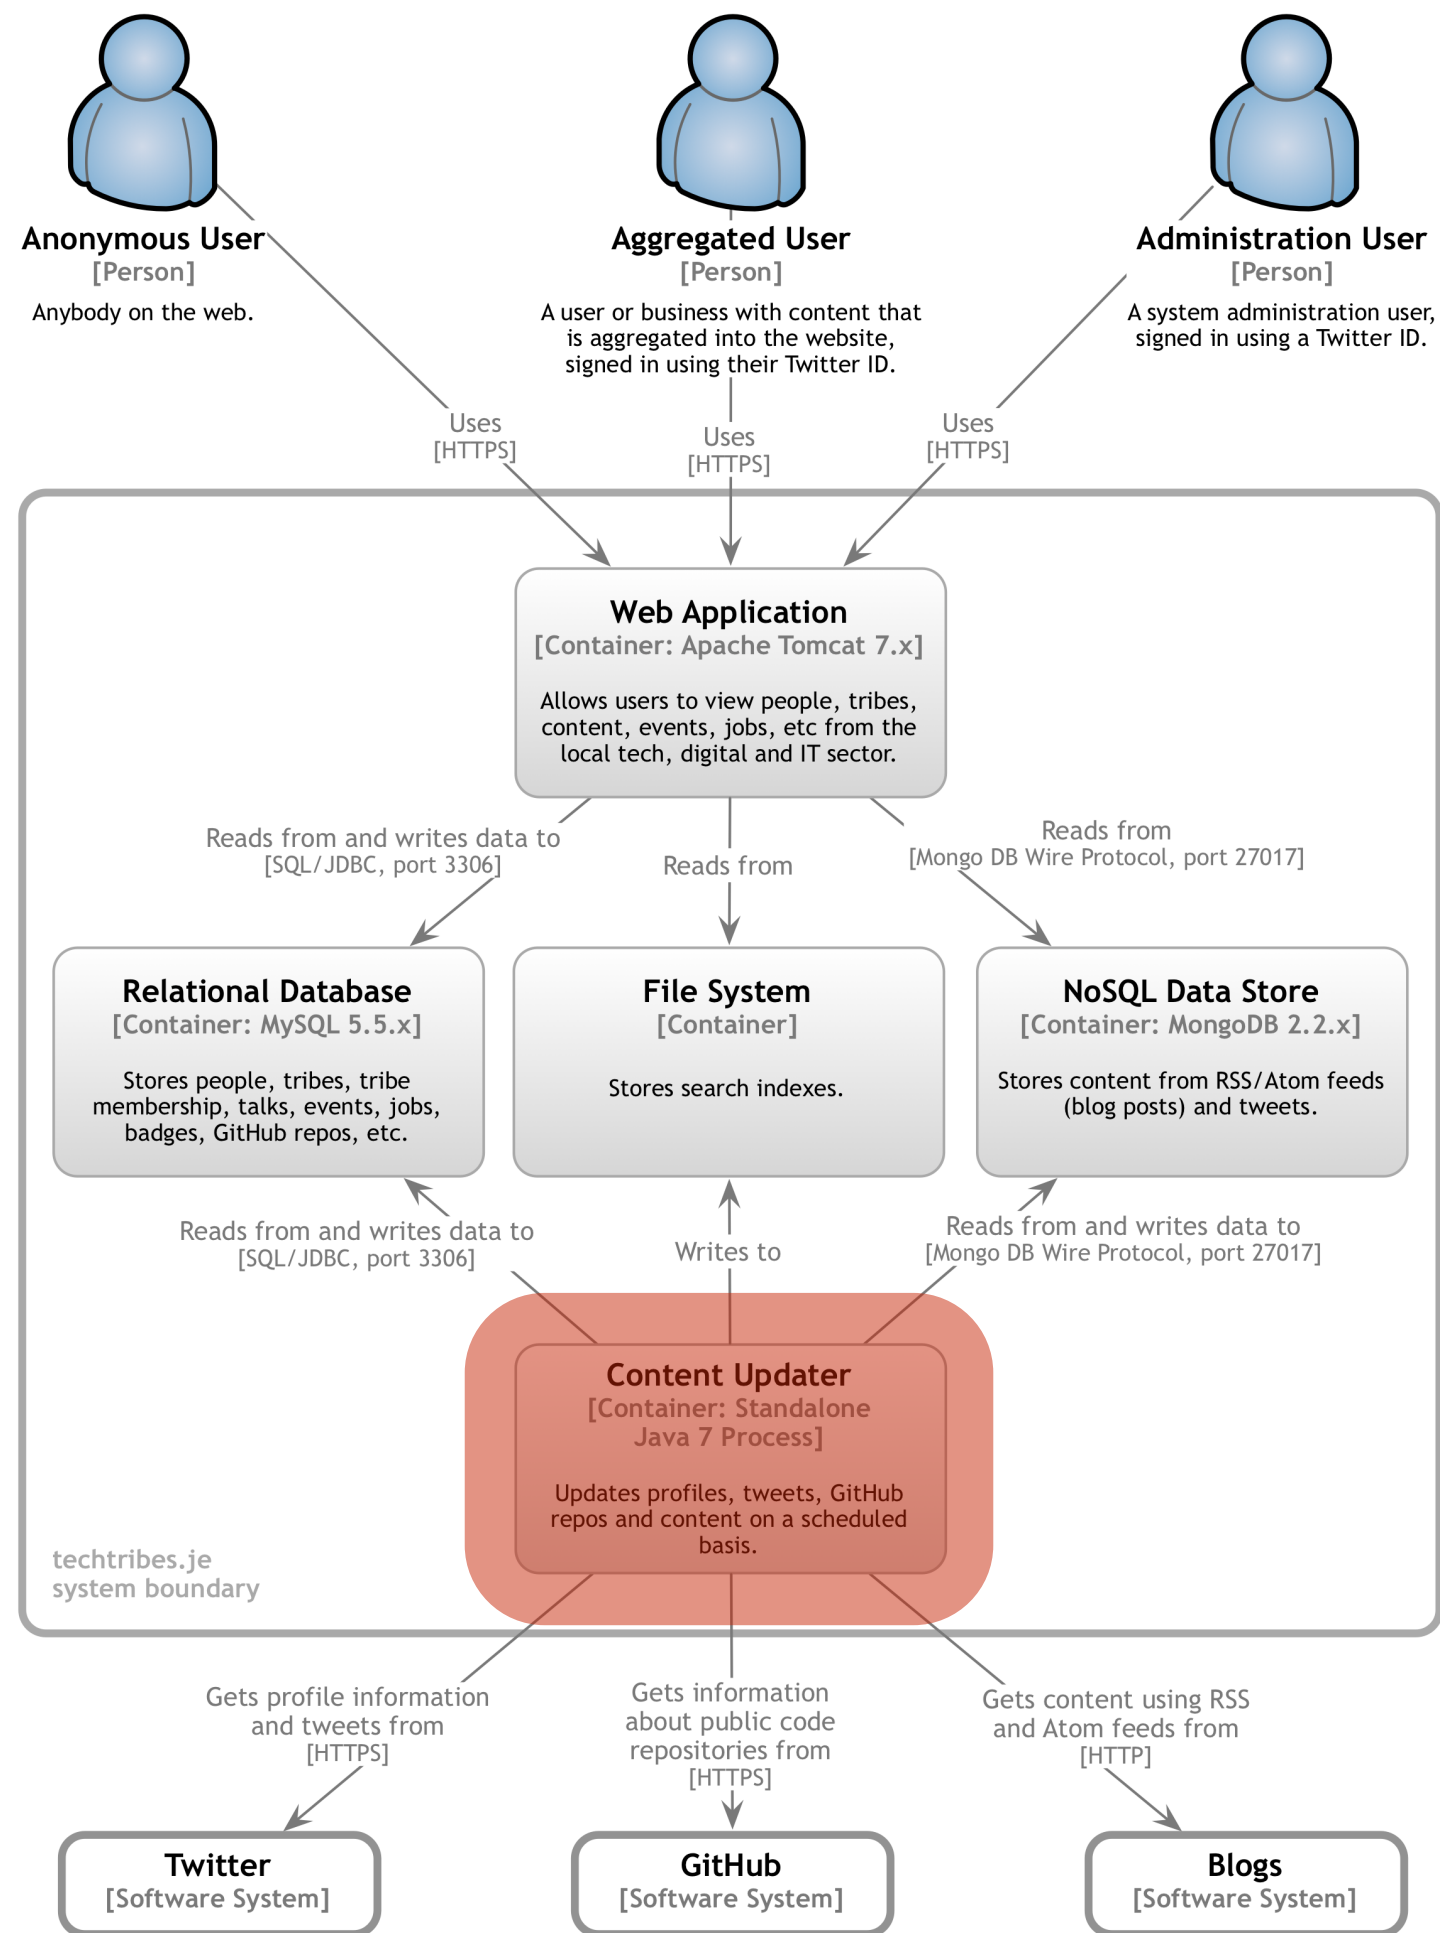 Anonymous User
[Person]
Anybody on the web.
Aggregated User
[Person]
A user or business with content that
is aggregated into the website,
signed in using their Twitter ID.
Administration User
[Person]
A system administration user,
signed in using a Twitter ID.
Uses
[HTTPS]
Uses
[HTTPS]
Uses
[HTTPS]
Web Application
[Container: Apache Tomcat 7.x]
Allows users to view people, tribes,
content, events, jobs, etc from the
local tech, digital and IT sector.
Reads from and writes data to
[SQL/JDBC, port 3306]
Reads from
Reads from
[Mongo DB Wire Protocol, port 27017]
Relational Database
[Container: MySQL 5.5.x]
Stores people, tribes, tribe
membership, talks, events, jobs,
badges, GitHub repos, etc.
File System
[Container]
Stores search indexes.
NoSQL Data Store
[Container: MongoDB 2.2.x]
Stores content from RSS/Atom feeds
(blog posts) and tweets.
Reads from and writes data to
[SQL/JDBC, port 3306]
Writes to
Reads from and writes data to
[Mongo DB Wire Protocol, port 27017]
Content Updater
[Container: Standalone
Java 7 Process]
Updates profiles, tweets, GitHub
repos and content on a scheduled
basis.
techtribes.je
system boundary
Gets profile information
and tweets from
[HTTPS]
Gets information
about public code
repositories from
[HTTPS]
Gets content using RSS
and Atom feeds from
[HTTP]
Twitter
[Software System]
GitHub
[Software System]
Blogs
[Software System]